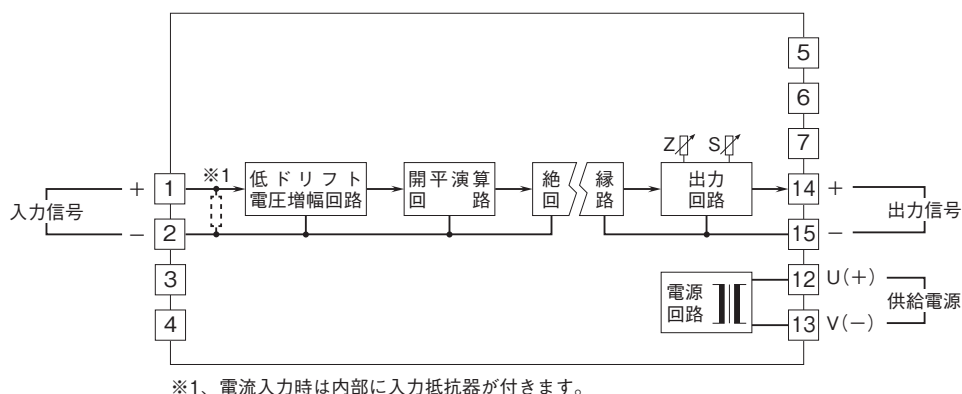 5
6
7
Z S
※1
低ドリフト
電圧増幅回路
開平演算
回路
絶縁
回路
出力
回路
+ 1
入力信号
− 2
3
4
14 +
出力信号
15 −
12 U(+)
供給電源
13 V(−)
電源
回路
※1、電流入力時は内部に入力抵抗器が付きます。